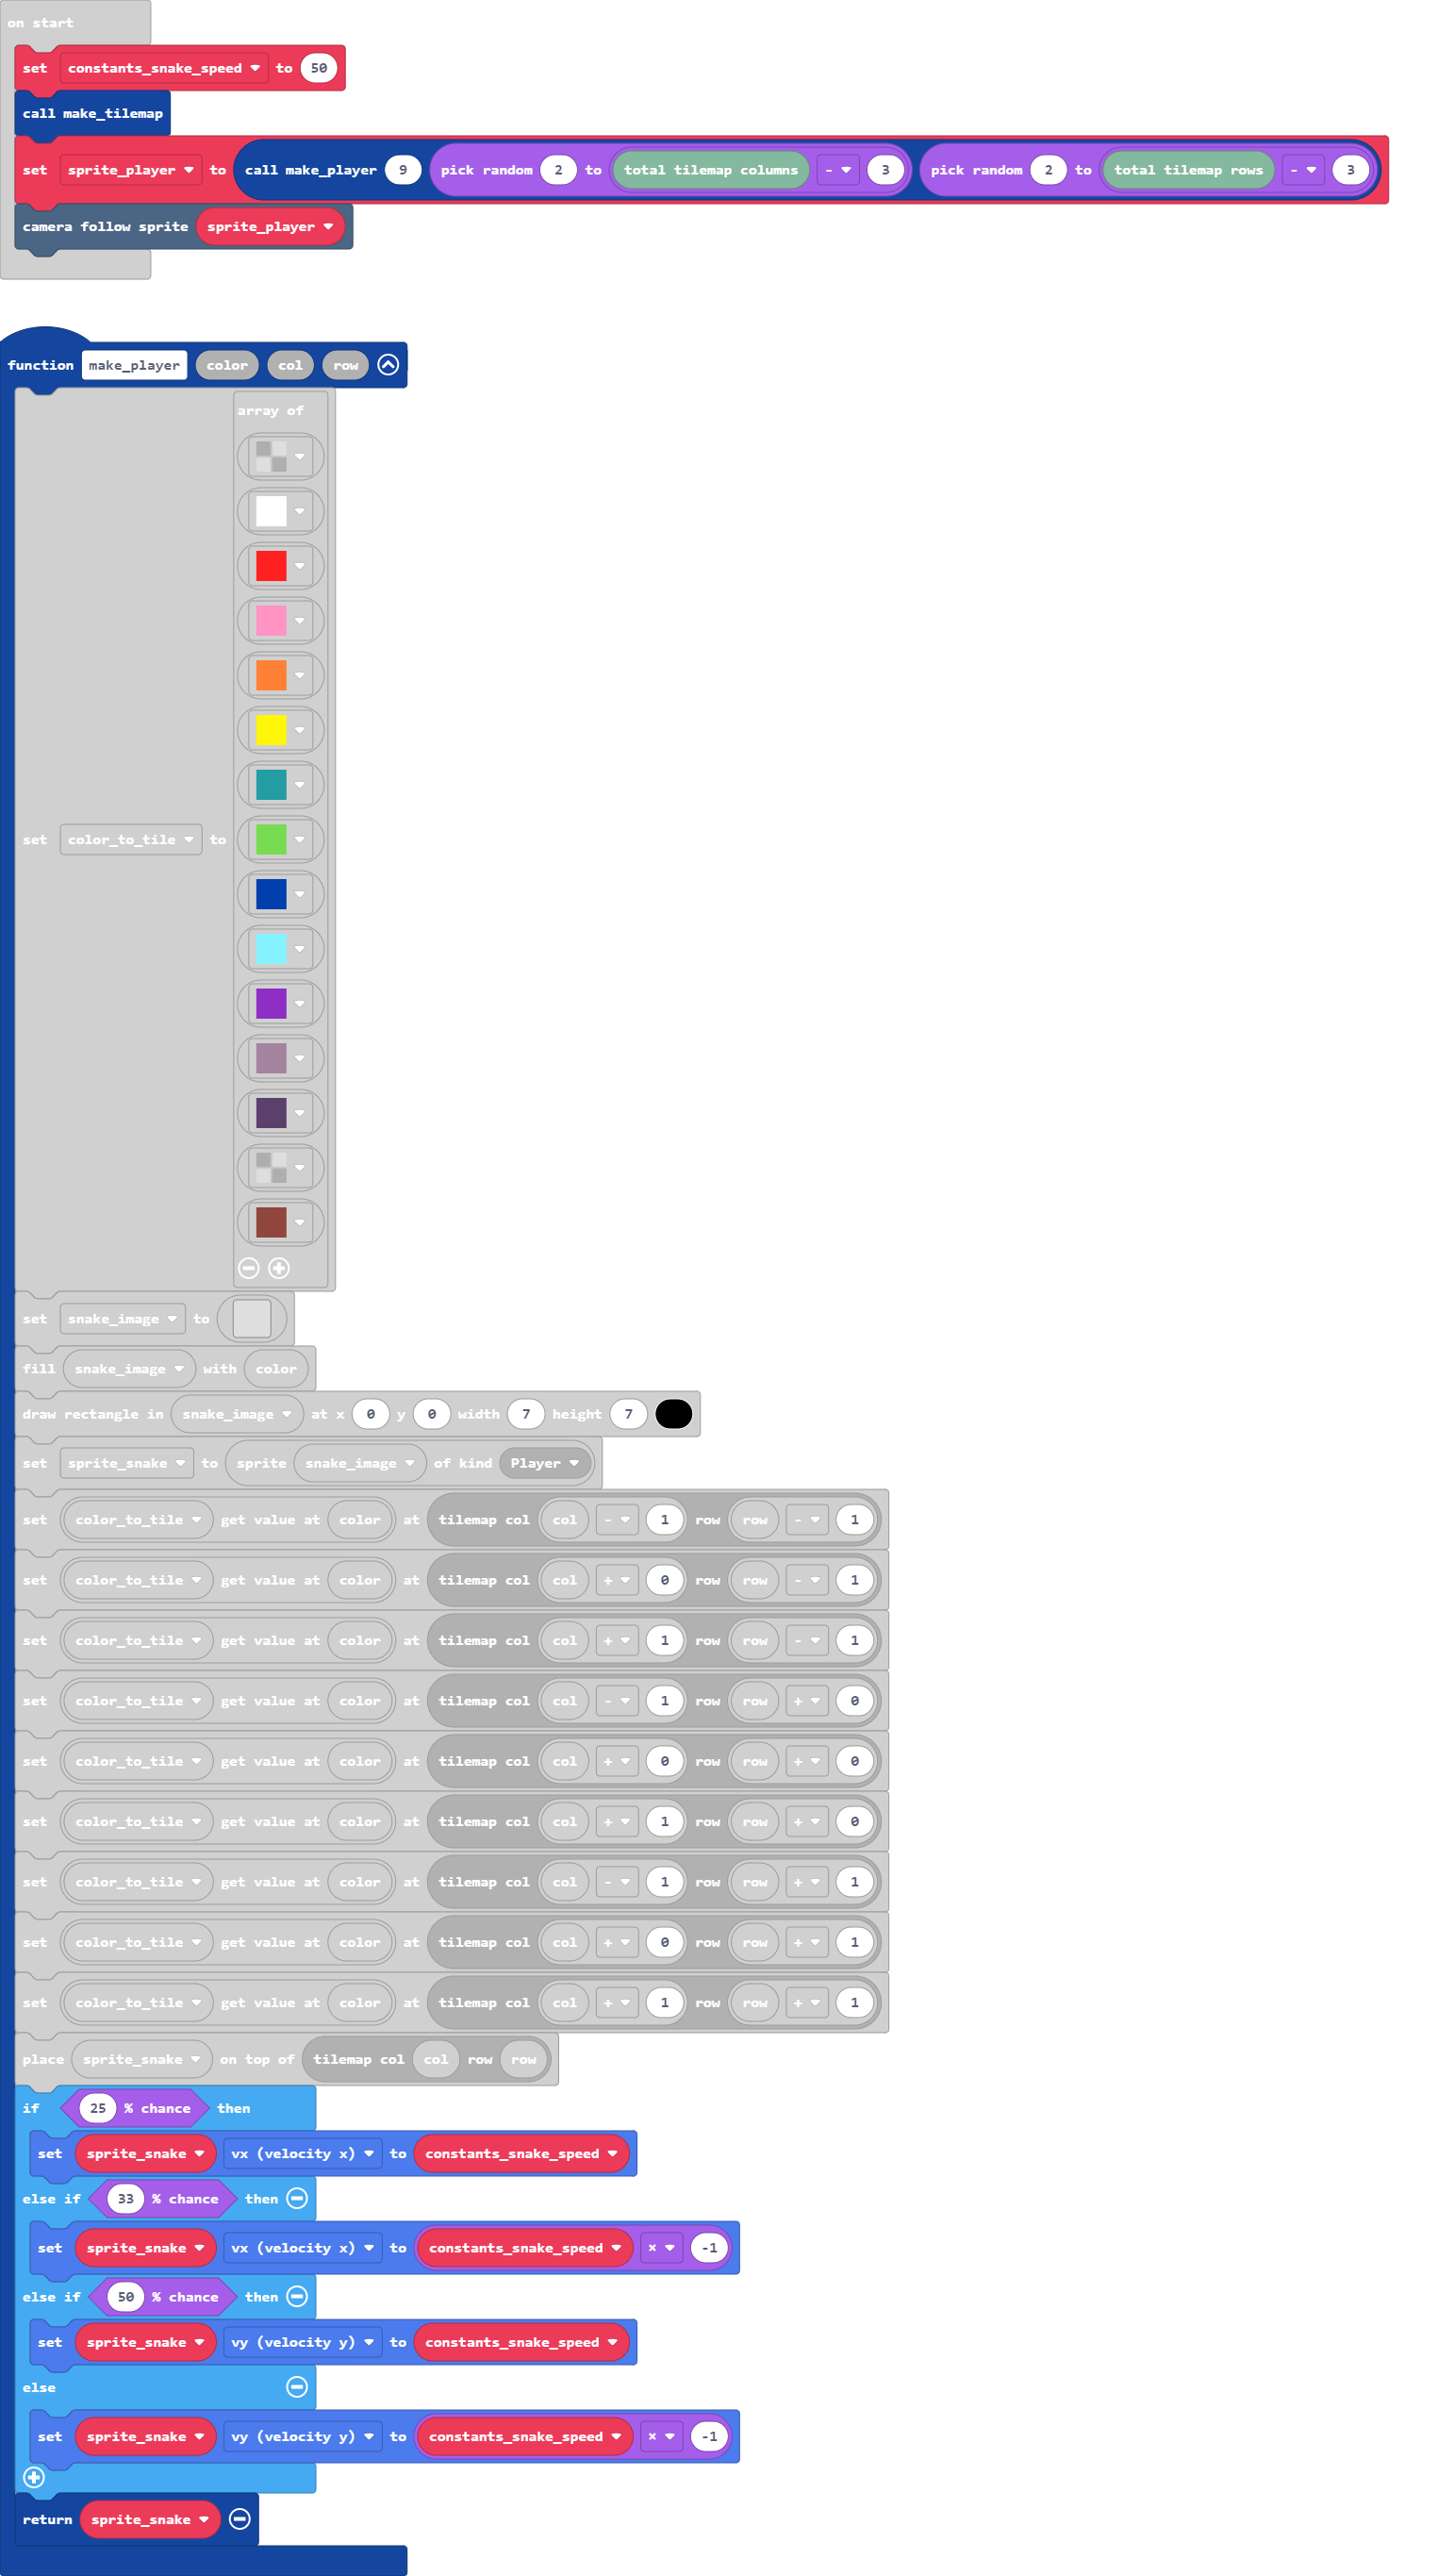 on start
set constants_snake_speed to 50
call make_tilemap
set sprite_player to call make_player 9 pick random 2 to total tilemap columns - 3 pick random 2 to total tilemap rows - 3
camera follow sprite sprite_player
function make_player color col row
array of
set color_to_tile to
set snake_image to
fill snake_image with color
draw rectangle in snake_image at x 0 y 0 width 7 height 7
set sprite_snake to sprite snake_image of kind Player
set color_to_tile get value at color at tilemap col col - 1 row row - 1
set color_to_tile get value at color at tilemap col col + 0 row row - 1
set color_to_tile get value at color at tilemap col col + 1 row row - 1
set color_to_tile get value at color at tilemap col col - 1 row row + 0
set color_to_tile get value at color at tilemap col col + 0 row row + 0
set color_to_tile get value at color at tilemap col col + 1 row row + 0
set color_to_tile get value at color at tilemap col col - 1 row row + 1
set color_to_tile get value at color at tilemap col col + 0 row row + 1
set color_to_tile get value at color at tilemap col col + 1 row row + 1
place sprite_snake on top of tilemap col col row row
if 25 % chance then
set sprite_snake vx (velocity x) to constants_snake_speed
else if 33 % chance then
set sprite_snake vx (velocity x) to constants_snake_speed × -1
else if 50 % chance then
set sprite_snake vy (velocity y) to constants_snake_speed
else
set sprite_snake vy (velocity y) to constants_snake_speed × -1
return sprite_snake